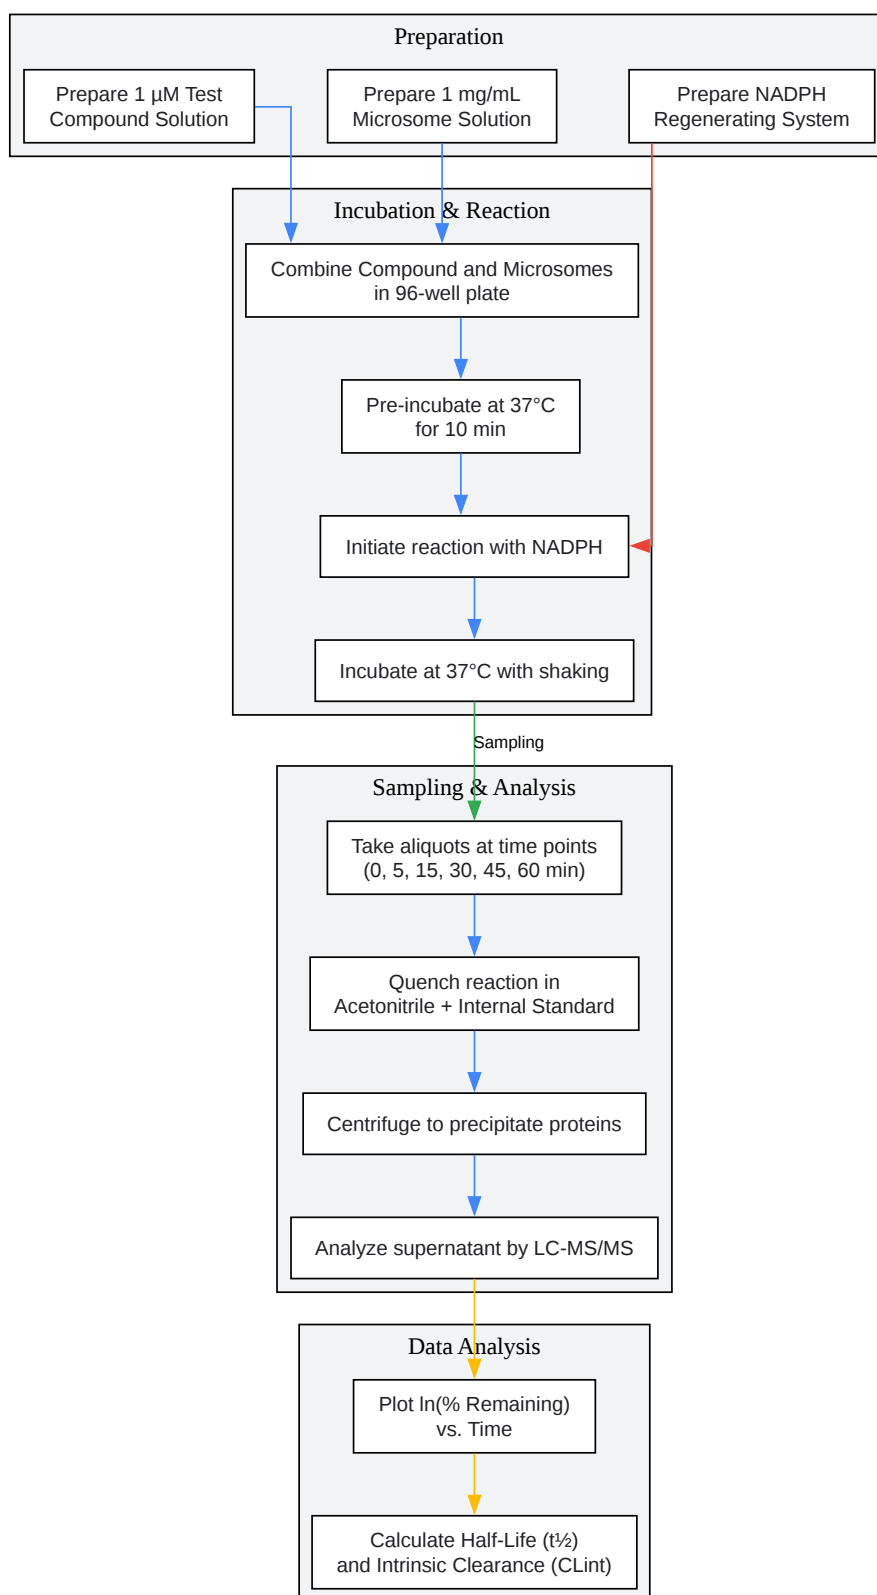 Preparation
Prepare 1 µM Test
Compound Solution
Prepare 1 mg/mL
Microsome Solution
Prepare NADPH
Regenerating System
Incubation & Reaction
Combine Compound and Microsomes
in 96-well plate
Pre-incubate at 37°C
for 10 min
Initiate reaction with NADPH
Incubate at 37°C with shaking
Sampling
Sampling & Analysis
Take aliquots at time points
(0, 5, 15, 30, 45, 60 min)
Quench reaction in
Acetonitrile + Internal Standard
Centrifuge to precipitate proteins
Analyze supernatant by LC-MS/MS
Data Analysis
Plot ln(% Remaining)
vs. Time
Calculate Half-Life (t½)
and Intrinsic Clearance (CLint)